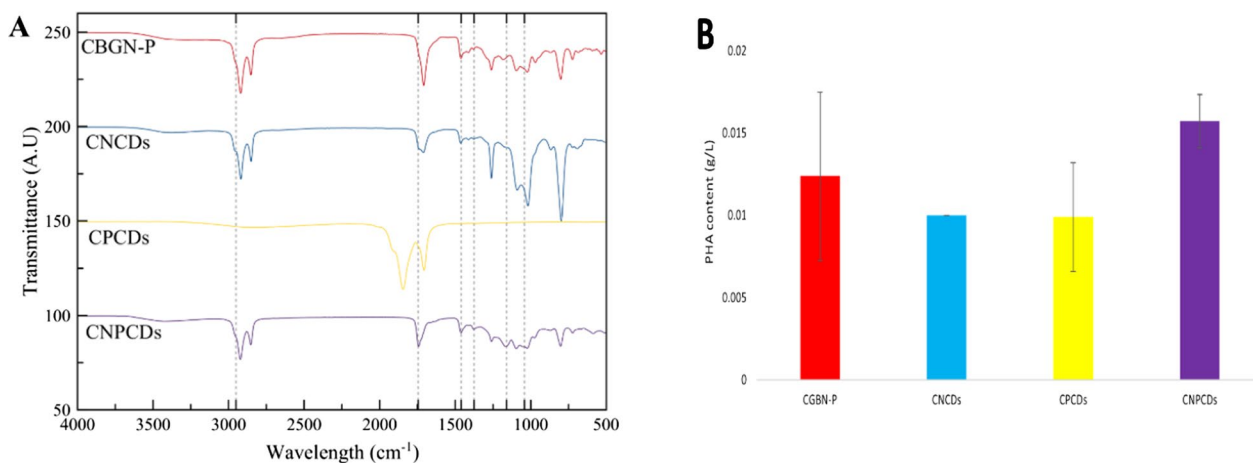 A
250
CBGN-P
200
CNCDs
150
CPCDs
100
CNPCDs
50
Transmittance (A.U)
4000 3500 3000 2500 2000 1500 1000 500
Wavelength (cm-1)
B
0.02
0.015
0.01
0.005
0
PHA content (g/L)
CGBN-P CNCDs CPCDs CNPCDs